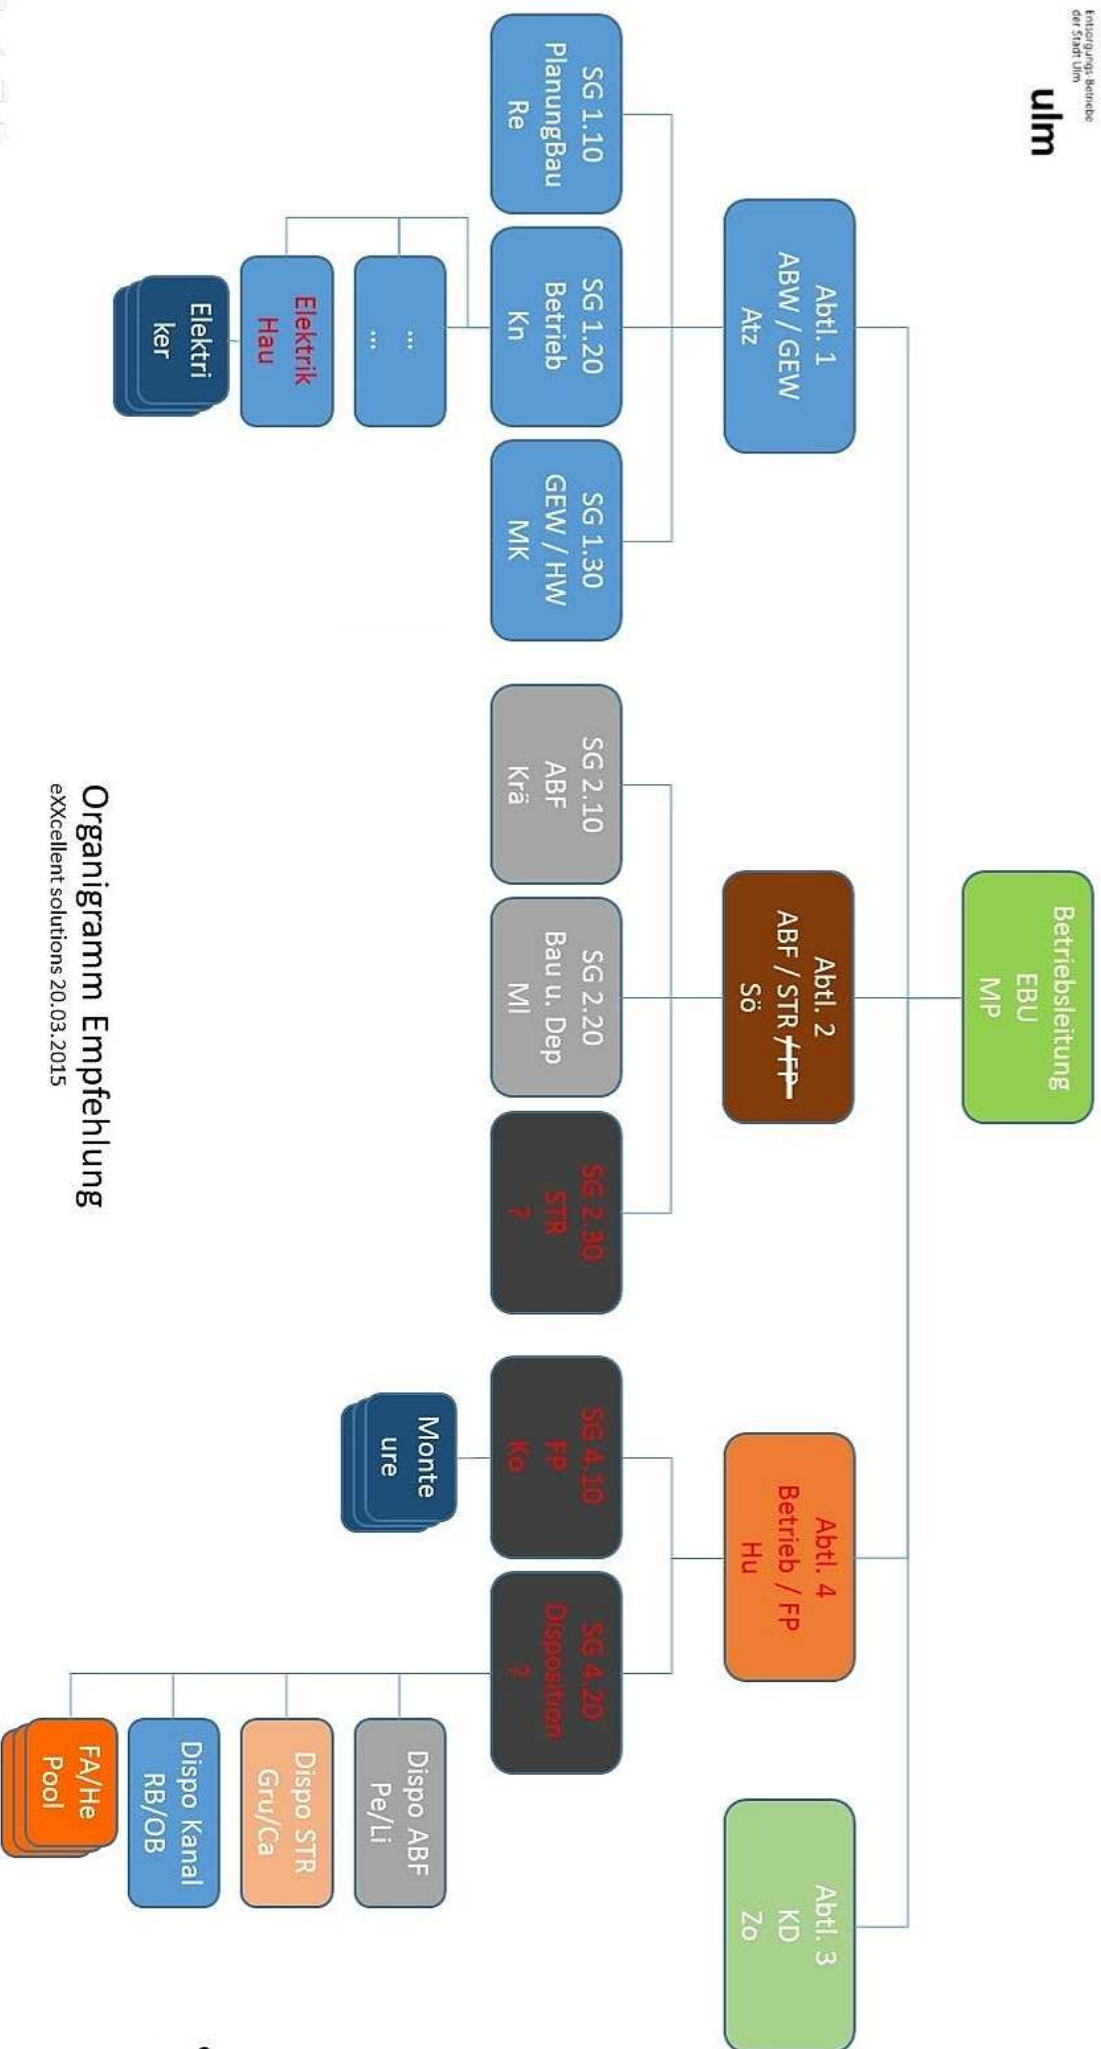 Entsorgungs-Betriebe
der Stadt Ulm
ulm
Betriebsleitung
EBU
MP
Abtl. 1
ABW / GEW
Atz
Abtl. 2
ABF / STR / FP
Sö
Abtl. 4
Betrieb / FP
Hu
Abtl. 3
KD
Zo
SG 1.10
PlanungBau
Re
SG 1.20
Betrieb
Kn
SG 1.30
GEW / HW
MK
SG 2.10
ABF
Krä
SG 2.20
Bau u. Dep
Ml
SG 2.30
STR
?
SG 4.10
FP
Ko
SG 4.20
Disposition
?
...
...
Elektrik
Hau
Elektri
ker
Monte
ure
Dispo ABF
Pe/Li
Dispo STR
Gru/Ca
Dispo Kanal
RB/OB
FA/He
Pool
Organigramm Empfehlung
eXXcellent solutions 20.03.2015